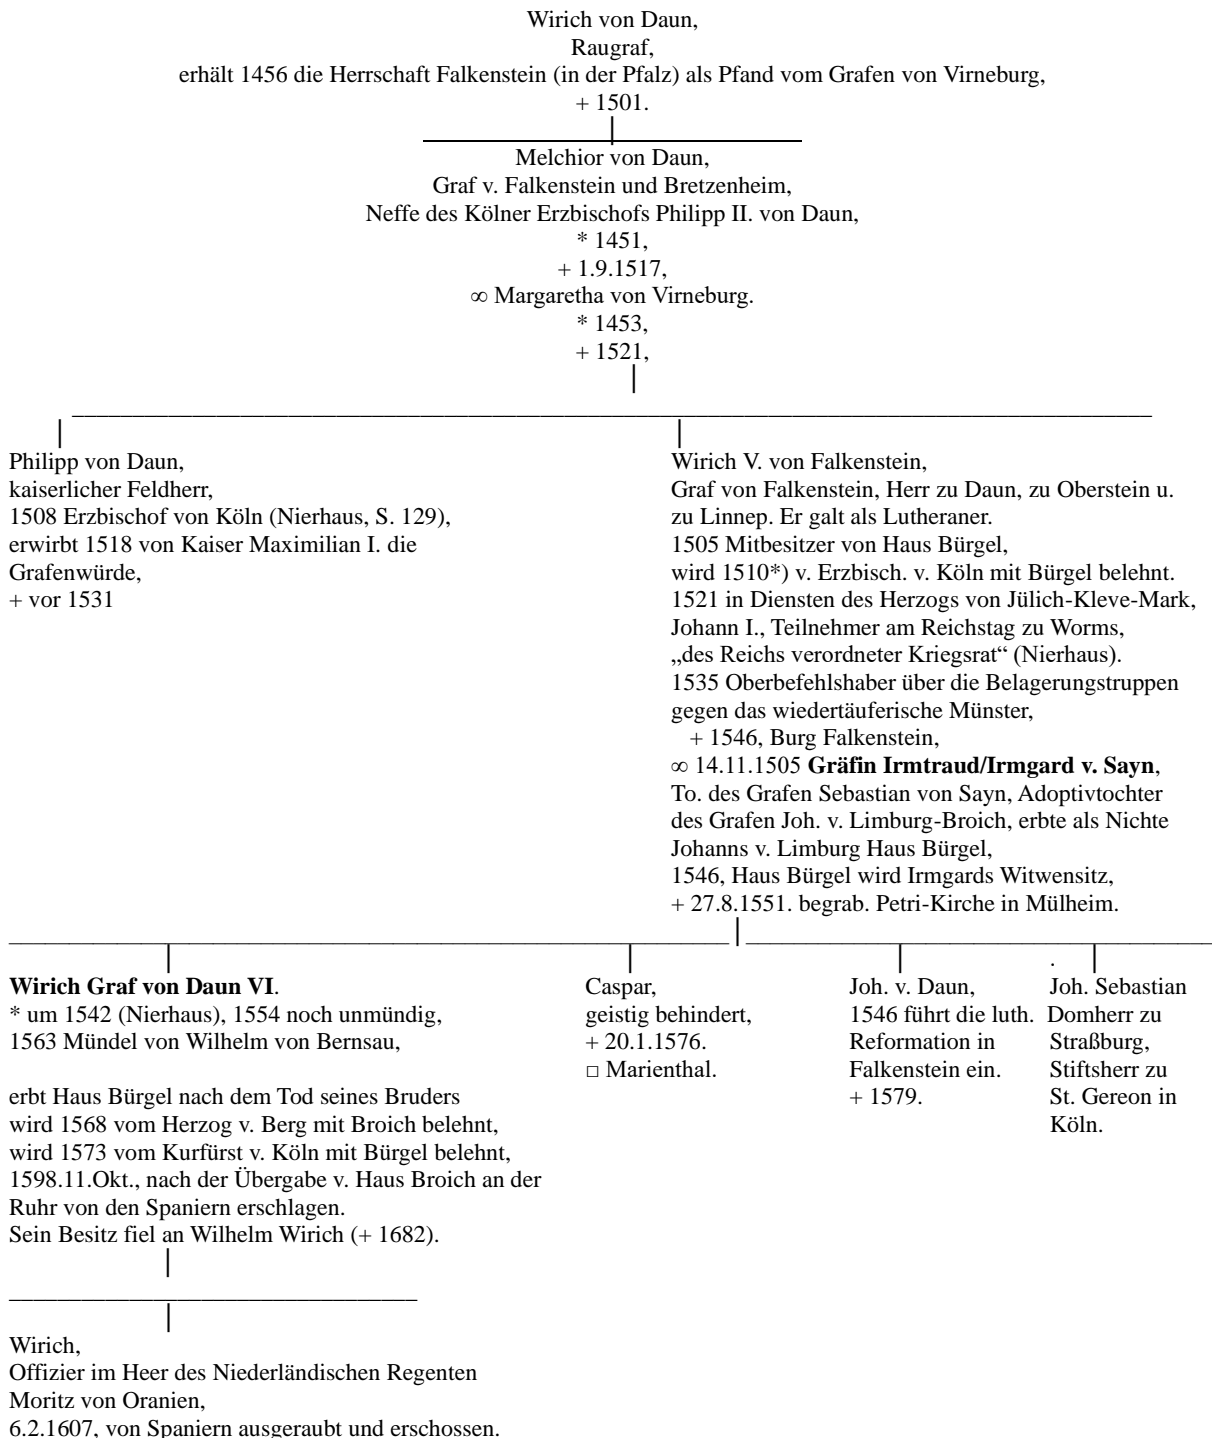 Wirich von Daun,
Raugraf,
erhält 1456 die Herrschaft Falkenstein (in der Pfalz) als Pfand vom Grafen von Virneburg,
+ 1501.
Melchior von Daun,
Graf v. Falkenstein und Bretzenheim,
Neffe des Kölner Erzbischofs Philipp II. von Daun,
* 1451,
+ 1.9.1517,
∞ Margaretha von Virneburg.
* 1453,
+ 1521,
Philipp von Daun,
kaiserlicher Feldherr,
1508 Erzbischof von Köln (Nierhaus, S. 129),
erwirbt 1518 von Kaiser Maximilian I. die
Grafenwürde,
+ vor 1531
Wirich V. von Falkenstein,
Graf von Falkenstein, Herr zu Daun, zu Oberstein u.
zu Linnep. Er galt als Lutheraner.
1505 Mitbesitzer von Haus Bürgel,
wird 1510*) v. Erzbisch. v. Köln mit Bürgel belehnt.
1521 in Diensten des Herzogs von Jülich-Kleve-Mark,
Johann I., Teilnehmer am Reichstag zu Worms,
„des Reichs verordneter Kriegsrat“ (Nierhaus).
1535 Oberbefehlshaber über die Belagerungstruppen
gegen das wiedertäuferische Münster,
+ 1546, Burg Falkenstein,
∞ 14.11.1505 Gräfin Irmtraud/Irmgard v. Sayn,
To. des Grafen Sebastian von Sayn, Adoptivtochter
des Grafen Joh. v. Limburg-Broich, erbte als Nichte
Johanns v. Limburg Haus Bürgel,
1546, Haus Bürgel wird Irmgards Witwensitz,
+ 27.8.1551. begrab. Petri-Kirche in Mülheim.
Wirich Graf von Daun VI.
* um 1542 (Nierhaus), 1554 noch unmündig,
1563 Mündel von Wilhelm von Bernsau,
erbt Haus Bürgel nach dem Tod seines Bruders
wird 1568 vom Herzog v. Berg mit Broich belehnt,
wird 1573 vom Kurfürst v. Köln mit Bürgel belehnt,
1598.11.Okt., nach der Übergabe v. Haus Broich an der
Ruhr von den Spaniern erschlagen.
Sein Besitz fiel an Wilhelm Wirich (+ 1682).
Caspar,
geistig behindert,
+ 20.1.1576.
□ Marienthal.
Joh. v. Daun,
1546 führt die luth.
Reformation in
Falkenstein ein.
+ 1579.
.
Joh. Sebastian
Domherr zu
Straßburg,
Stiftsherr zu
St. Gereon in
Köln.
Wirich,
Offizier im Heer des Niederländischen Regenten
Moritz von Oranien,
6.2.1607, von Spaniern ausgeraubt und erschossen.